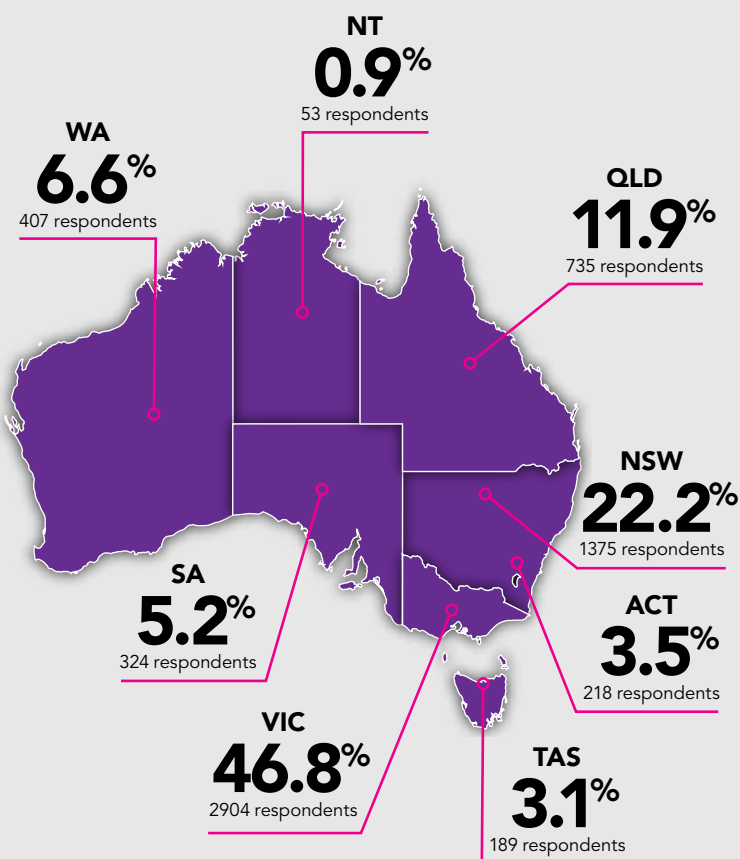 NT
0.9%
53 respondents
WA
6.6%
407 respondents
QLD
11.9%
735 respondents
NSW
22.2%
1375 respondents
SA
5.2%
324 respondents
ACT
3.5%
218 respondents
VIC
46.8%
2904 respondents
TAS
3.1%
189 respondents